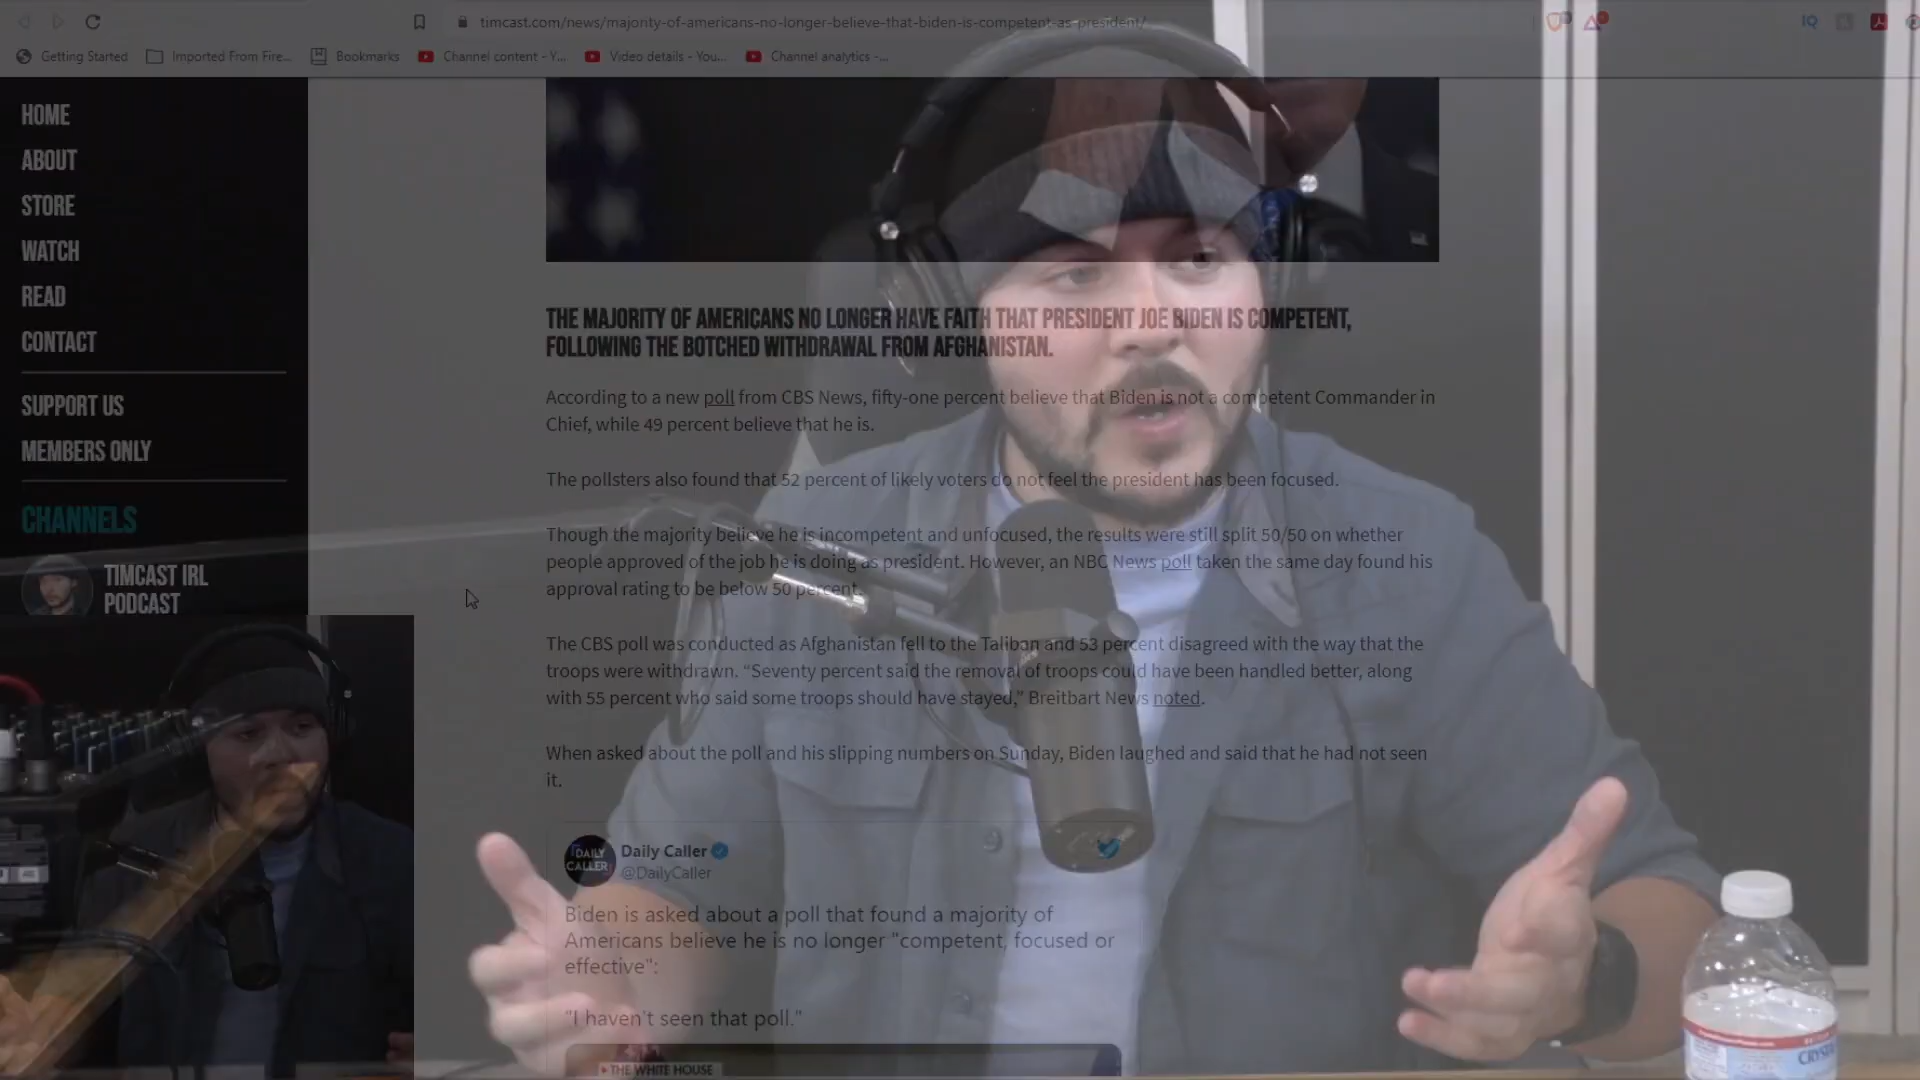 timcast.com/news/majority-of-americans-no-longer-believe-that-biden-is-competent-as-president/
IQ
Getting Started
Imported From Fire...
Bookmarks
Channel content - Y...
Video details - You...
Channel analytics -...
HOME
ABOUT
STORE
WATCH
READ
CONTACT
SUPPORT US
MEMBERS ONLY
CHANNELS
TIMCAST IRL
PODCAST
THE MAJORITY OF AMERICANS NO LONGER HAVE FAITH THAT PRESIDENT JOE BIDEN IS COMPETENT,
FOLLOWING THE BOTCHED WITHDRAWAL FROM AFGHANISTAN.
According to a new poll from CBS News, fifty-one percent believe that Biden is not a competent Commander in
Chief, while 49 percent believe that he is.
The pollsters also found that 52 percent of likely voters do not feel the president has been focused.
Though the majority believe he is incompetent and unfocused, the results were still split 50/50 on whether
people approved of the job he is doing as president. However, an NBC News poll taken the same day found his
approval rating to be below 50 percent.
The CBS poll was conducted as Afghanistan fell to the Taliban and 53 percent disagreed with the way that the
troops were withdrawn. “Seventy percent said the removal of troops could have been handled better, along
with 55 percent who said some troops should have stayed,” Breitbart News noted.
When asked about the poll and his slipping numbers on Sunday, Biden laughed and said that he had not seen
it.
DAILY
CALLER
Daily Caller
@DailyCaller
Biden is asked about a poll that found a majority of
Americans believe he is no longer "competent, focused or
effective":
"I haven't seen that poll."
THE WHITE HOUSE